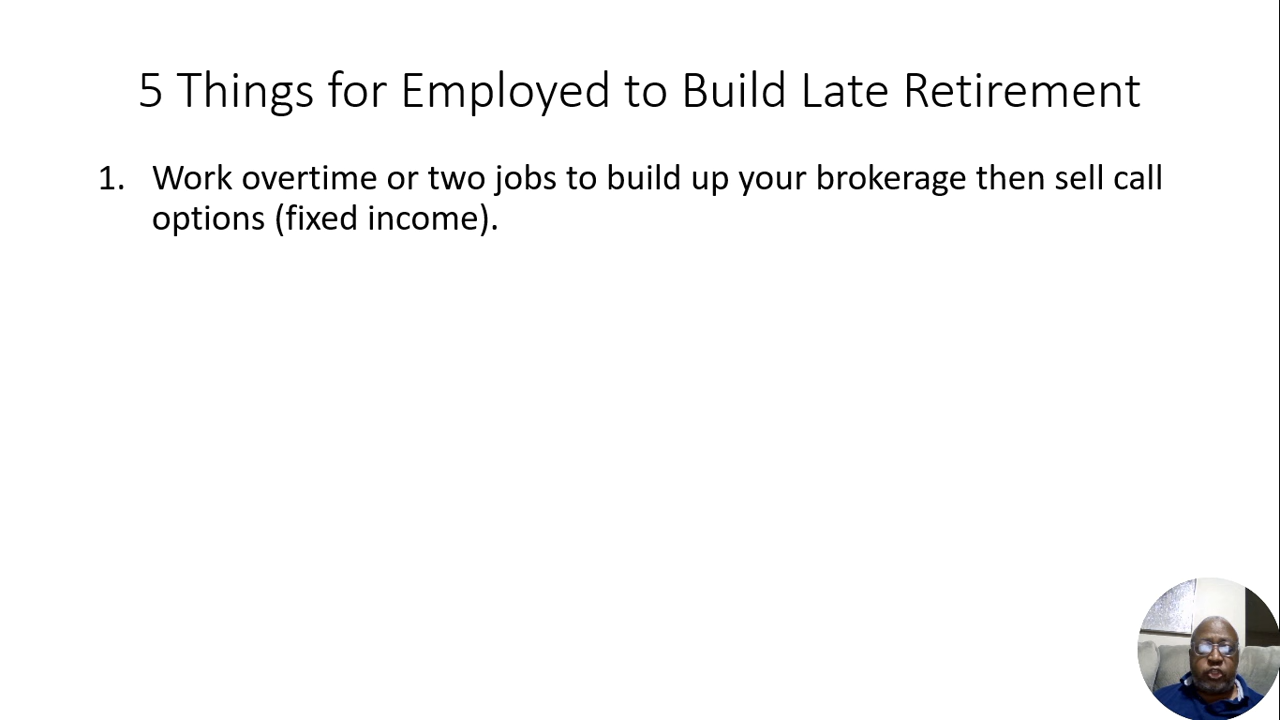 5 Things for Employed to Build Late Retirement
1. Work overtime or two jobs to build up your brokerage then sell call
options (fixed income).